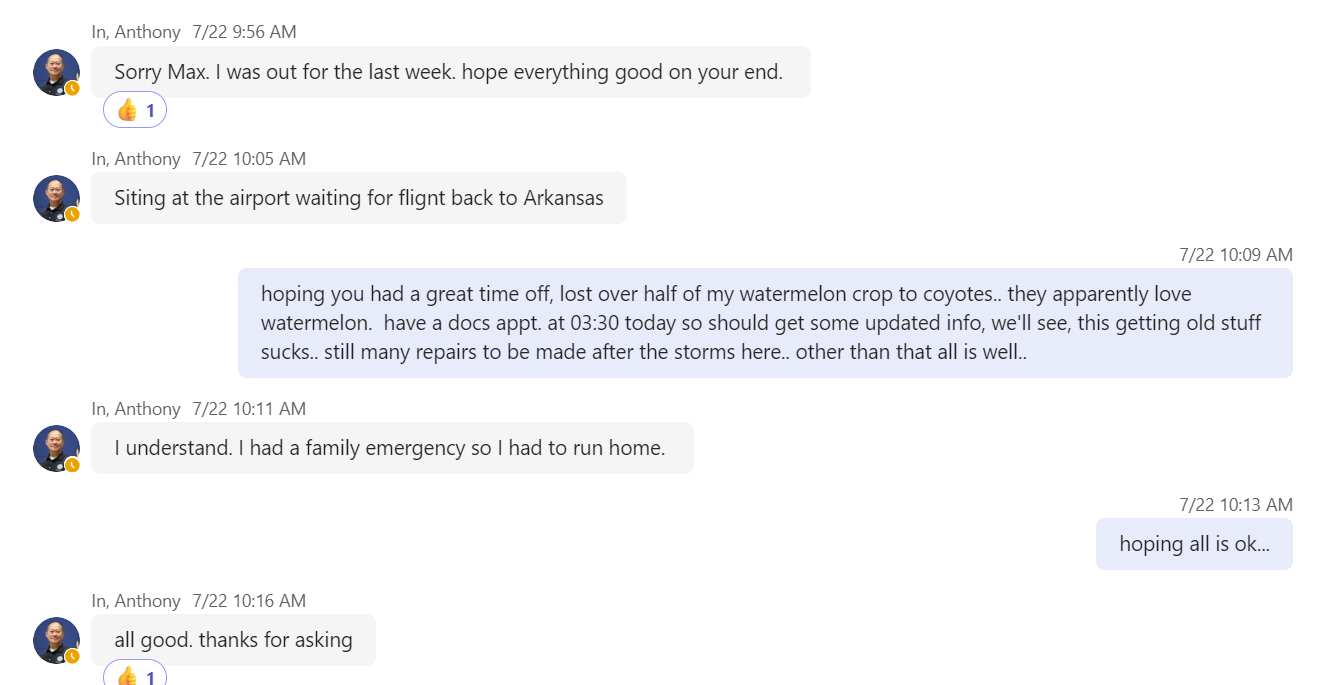 In, Anthony 7/22 9:56 AM
Sorry Max. I was out for the last week. hope everything good on your end.
👍 1
In, Anthony 7/22 10:05 AM
Siting at the airport waiting for flignt back to Arkansas
7/22 10:09 AM
hoping you had a great time off, lost over half of my watermelon crop to coyotes.. they apparently love
watermelon.  have a docs appt. at 03:30 today so should get some updated info, we'll see, this getting old stuff
sucks.. still many repairs to be made after the storms here.. other than that all is well..
In, Anthony 7/22 10:11 AM
I understand. I had a family emergency so I had to run home.
7/22 10:13 AM
hoping all is ok...
In, Anthony 7/22 10:16 AM
all good. thanks for asking
👍 1